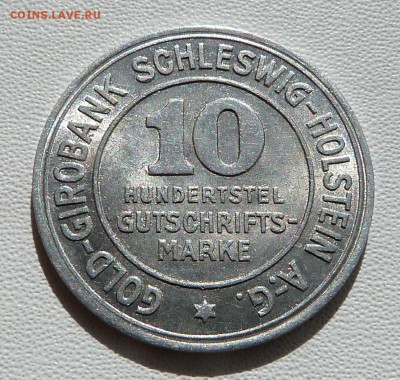 COINS.LAVE.RU
GOLD-GIROBANK SCHLESWIG-HOLSTEIN A.-G.
10
HUNDERTSTEL
GUTSCHRIFTS-
MARKE